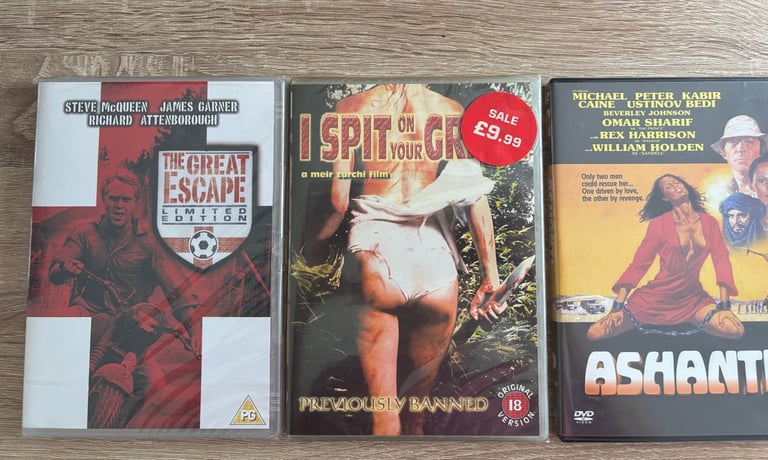 STEVE McQUEEN JAMES GARNER
RICHARD ATTENBOROUGH
THE GREAT
ESCAPE
LIMITED
EDITION
PG
I SPIT ON YOUR
a meir zarchi film
SALE
£9.99
PREVIOUSLY BANNED
ORIGINAL
18
VERSION
MICHAEL PETER KABIR
CAINE USTINOV BEDI
BEVERLEY JOHNSON
OMAR SHARIF
REX HARRISON
WILLIAM HOLDEN
Only two men
could rescue her...
One driven by love,
the other by revenge.
ASHANTI
DVD
VIDEO